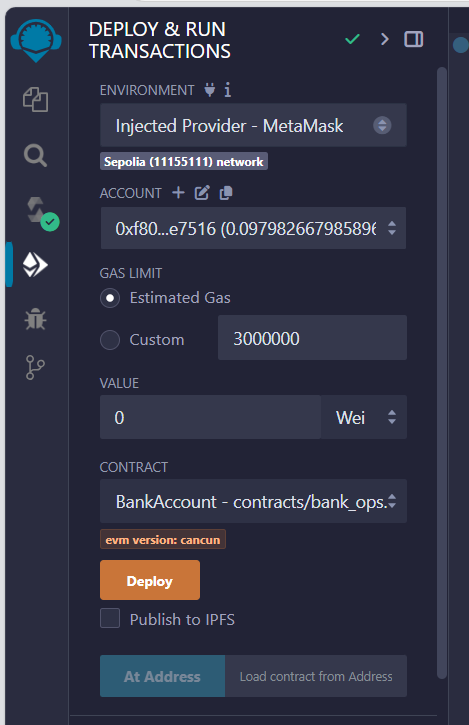 DEPLOY & RUN
TRANSACTIONS
ENVIRONMENT
Injected Provider - MetaMask
Sepolia (11155111) network
ACCOUNT
0xf80...e7516 (0.097982667985896
GAS LIMIT
Estimated Gas
Custom
3000000
VALUE
0
Wei
CONTRACT
BankAccount - contracts/bank_ops.
evm version: cancun
Deploy
Publish to IPFS
At Address
Load contract from Address